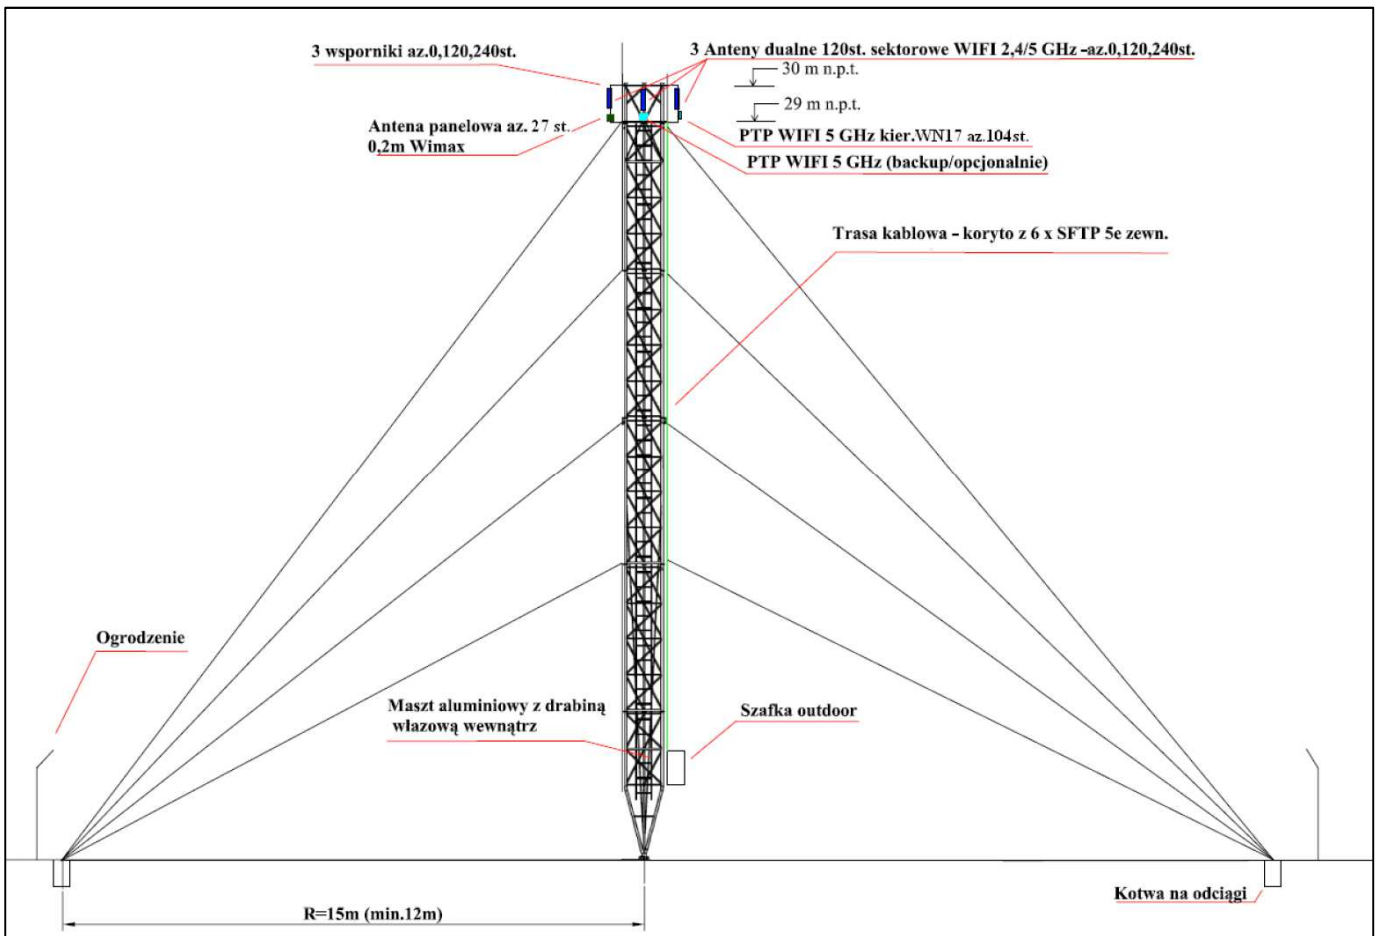 3 wsporniki az.0,120,240st.
3 Anteny dualne 120st. sektorowe WIFI 2,4/5 GHz -az.0,120,240st.
30 m n.p.t.
29 m n.p.t.
Antena panelowa az. 27 st.
0,2m Wimax
PTP WIFI 5 GHz kier.WN17 az.104st.
PTP WIFI 5 GHz (backup/opcjonalnie)
Trasa kablowa - koryto z 6 x SFTP 5e zewn.
Ogrodzenie
Maszt aluminiowy z drabiną
włazową wewnątrz
Szafka outdoor
Kotwa na odciągi
R=15m (min.12m)